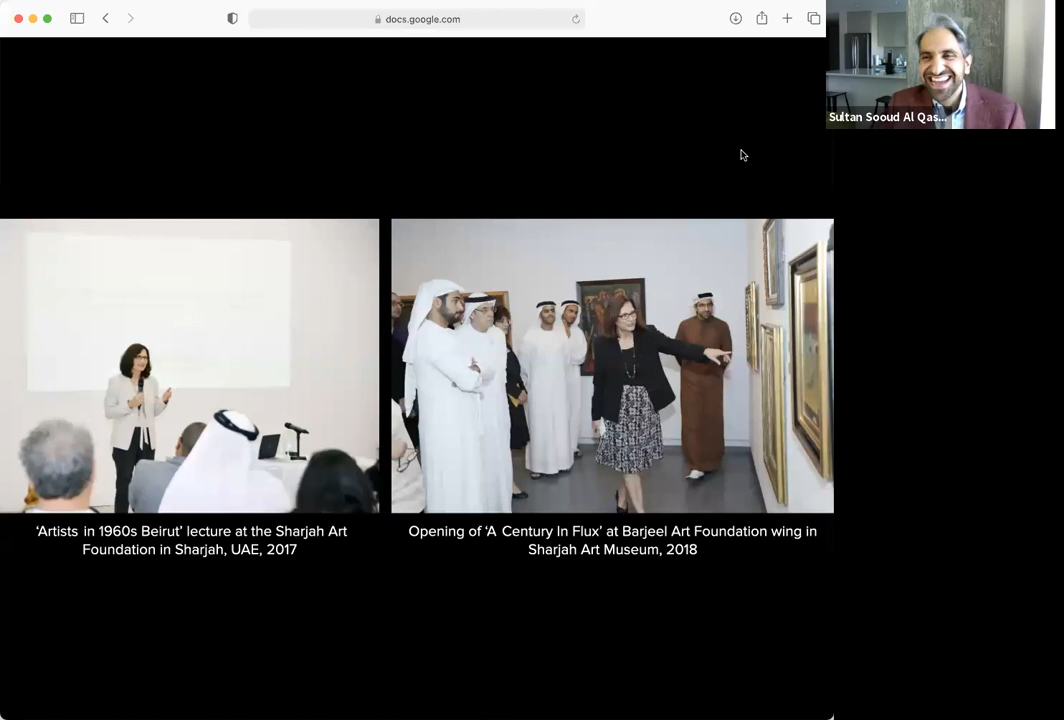 docs.google.com
Sultan Sooud Al Qas...
‘Artists in 1960s Beirut’ lecture at the Sharjah Art
Foundation in Sharjah, UAE, 2017
Opening of ‘A Century In Flux’ at Barjeel Art Foundation wing in
Sharjah Art Museum, 2018